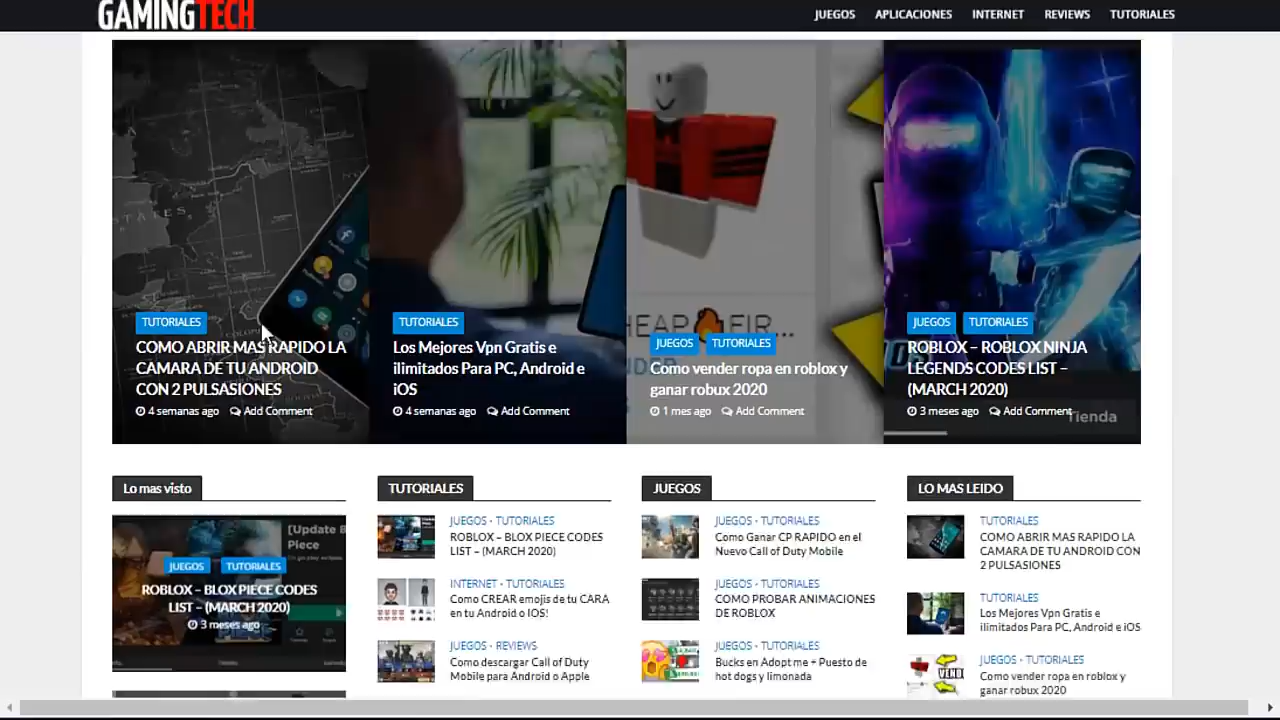 GAMINGTECH
JUEGOS APLICACIONES INTERNET REVIEWS TUTORIALES
TUTORIALES
COMO ABRIR MAS RAPIDO LA
CAMARA DE TU ANDROID
CON 2 PULSASIONES
4 semanas ago Add Comment
TUTORIALES
Los Mejores Vpn Gratis e
ilimitados Para PC, Android e
iOS
4 semanas ago Add Comment
JUEGOS TUTORIALES
Como vender ropa en roblox y
ganar robux 2020
1 mes ago Add Comment
JUEGOS TUTORIALES
ROBLOX – ROBLOX NINJA
LEGENDS CODES LIST –
(MARCH 2020)
3 meses ago Add Comment
Tienda
Lo mas visto
[Update 8
Piece
JUEGOS TUTORIALES
ROBLOX – BLOX PIECE CODES
LIST – (MARCH 2020)
3 meses ago
TUTORIALES
JUEGOS • TUTORIALES
ROBLOX – BLOX PIECE CODES
LIST – (MARCH 2020)
INTERNET • TUTORIALES
Como CREAR emojis de tu CARA
en tu Android o IOS!
JUEGOS • REVIEWS
Como descargar Call of Duty
Mobile para Android o Apple
JUEGOS
JUEGOS • TUTORIALES
Como Ganar CP RAPIDO en el
Nuevo Call of Duty Mobile
JUEGOS • TUTORIALES
COMO PROBAR ANIMACIONES
DE ROBLOX
JUEGOS • TUTORIALES
Bucks en Adopt me + Puesto de
hot dogs y limonada
LO MAS LEIDO
TUTORIALES
COMO ABRIR MAS RAPIDO LA
CAMARA DE TU ANDROID CON
2 PULSASIONES
TUTORIALES
Los Mejores Vpn Gratis e
ilimitados Para PC, Android e iOS
JUEGOS • TUTORIALES
Como vender ropa en roblox y
ganar robux 2020